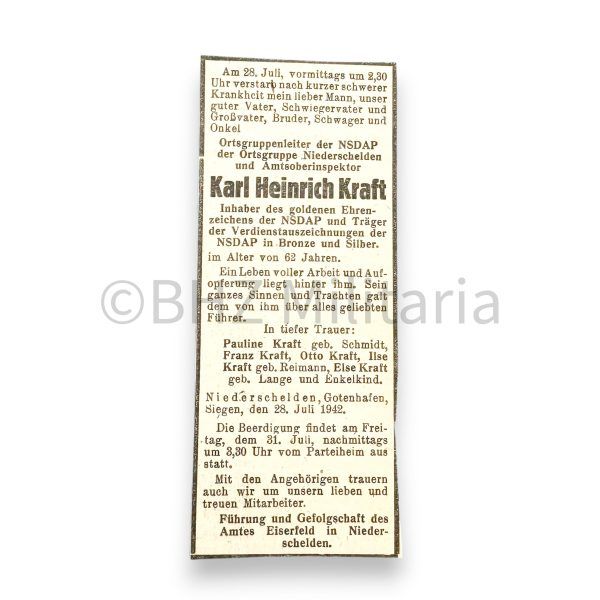 Am 28. Juli, vormittags um 2,30
Uhr verstarb nach kurzer schwerer
Krankheit mein lieber Mann, unser
guter Vater, Schwiegervater und
Großvater, Bruder, Schwager und
Onkel
Ortsgruppenleiter der NSDAP
der Ortsgruppe Niederschelden
und Amtsoberinspektor
Karl Heinrich Kraft
Inhaber des goldenen Ehren-
zeichens der NSDAP und Träger
der Verdienstauszeichnungen der
NSDAP in Bronze und Silber.
im Alter von 62 Jahren.
Ein Leben voller Arbeit und Auf-
opferung liegt hinter ihm. Sein
ganzes Sinnen und Trachten galt
dem von ihm über alles geliebten
Führer.
©BHZ Militaria
In tiefer Trauer:
Pauline Kraft geb. Schmidt,
Franz Kraft, Otto Kraft, Ilse
Kraft geb. Reimann, Else Kraft
geb. Lange und Enkelkind.
Niederschelden, Gotenhafen,
Siegen, den 28. Juli 1942.
Die Beerdigung findet am Frei-
tag, dem 31. Juli, nachmittags
um 3,30 Uhr vom Parteiheim aus
statt.
Mit den Angehörigen trauern
auch wir um unsern lieben und
treuen Mitarbeiter.
Führung und Gefolgschaft des
Amtes Eiserfeld in Nieder-
schelden.